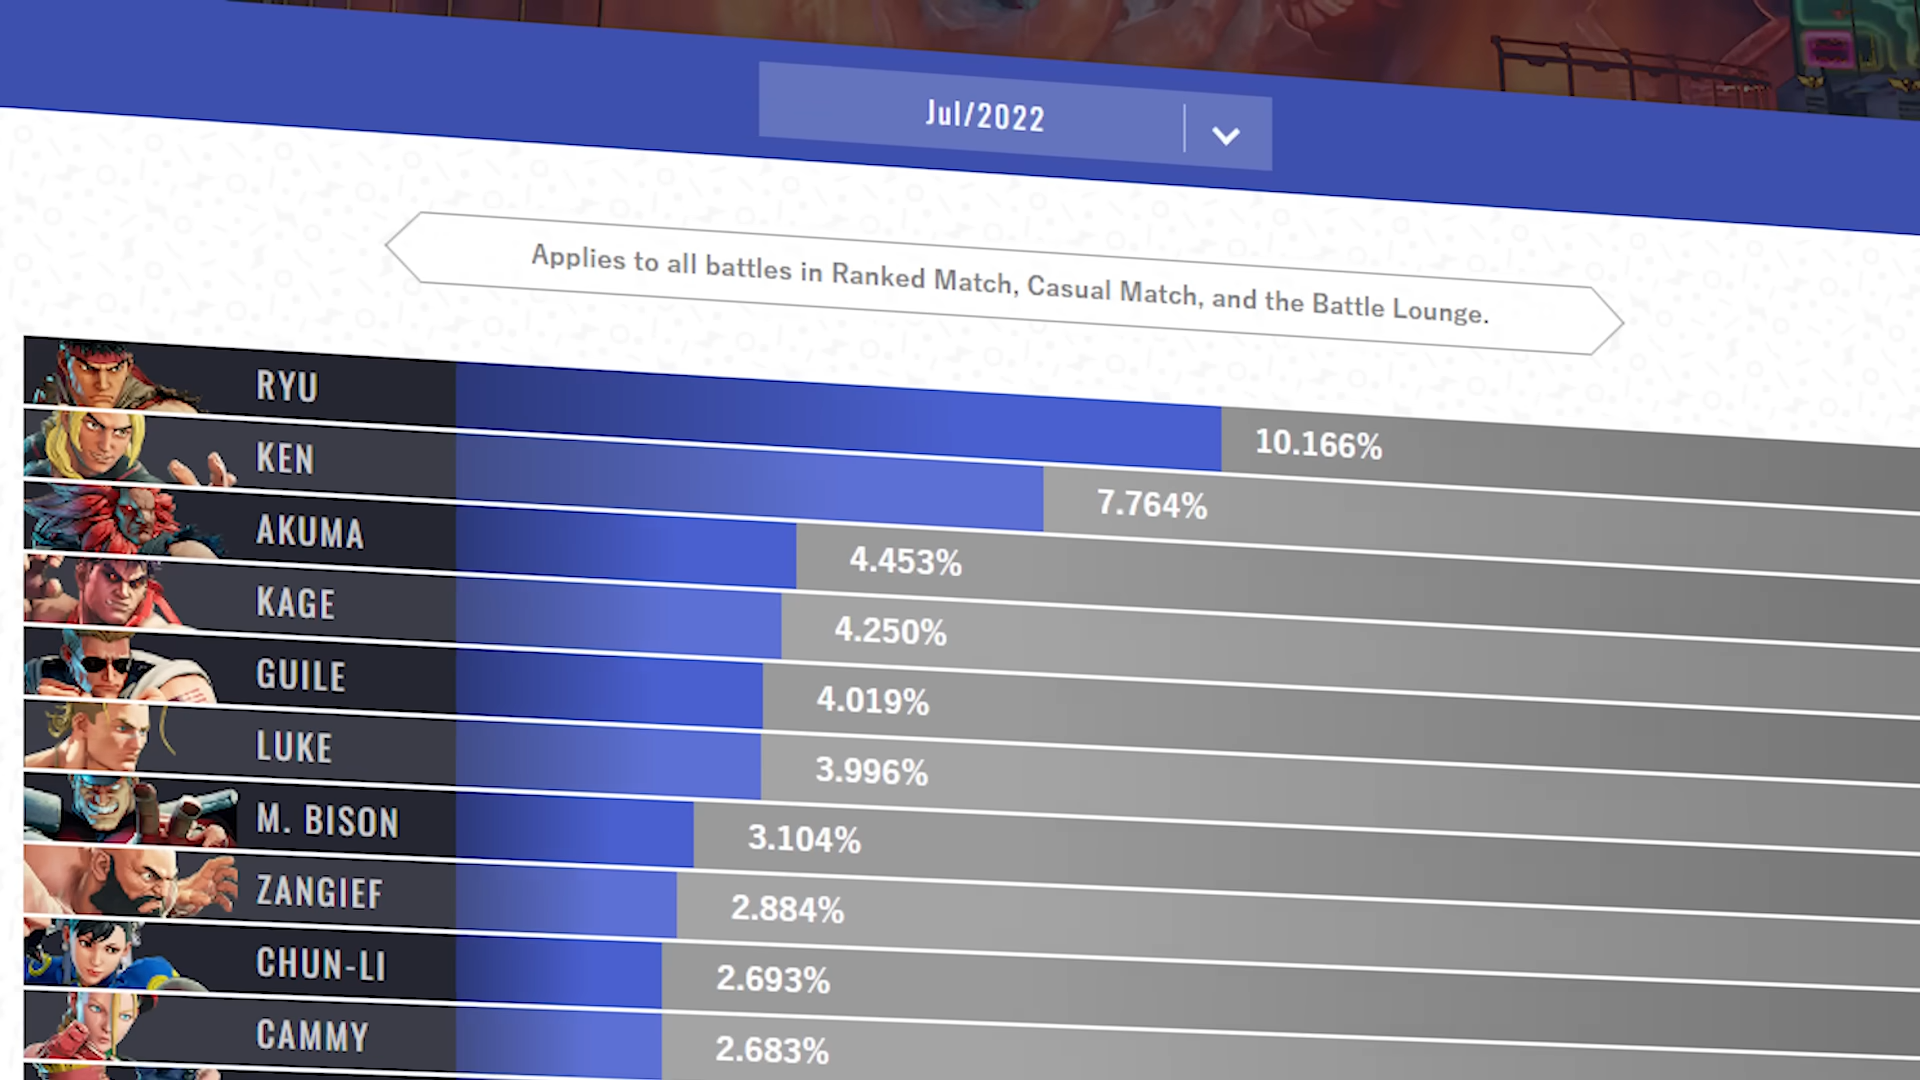 Jul/2022
Applies to all battles in Ranked Match, Casual Match, and the Battle Lounge.
RYU 10.166%
KEN 7.764%
AKUMA 4.453%
KAGE 4.250%
GUILE 4.019%
LUKE 3.996%
M. BISON 3.104%
ZANGIEF 2.884%
CHUN-LI 2.693%
CAMMY 2.683%